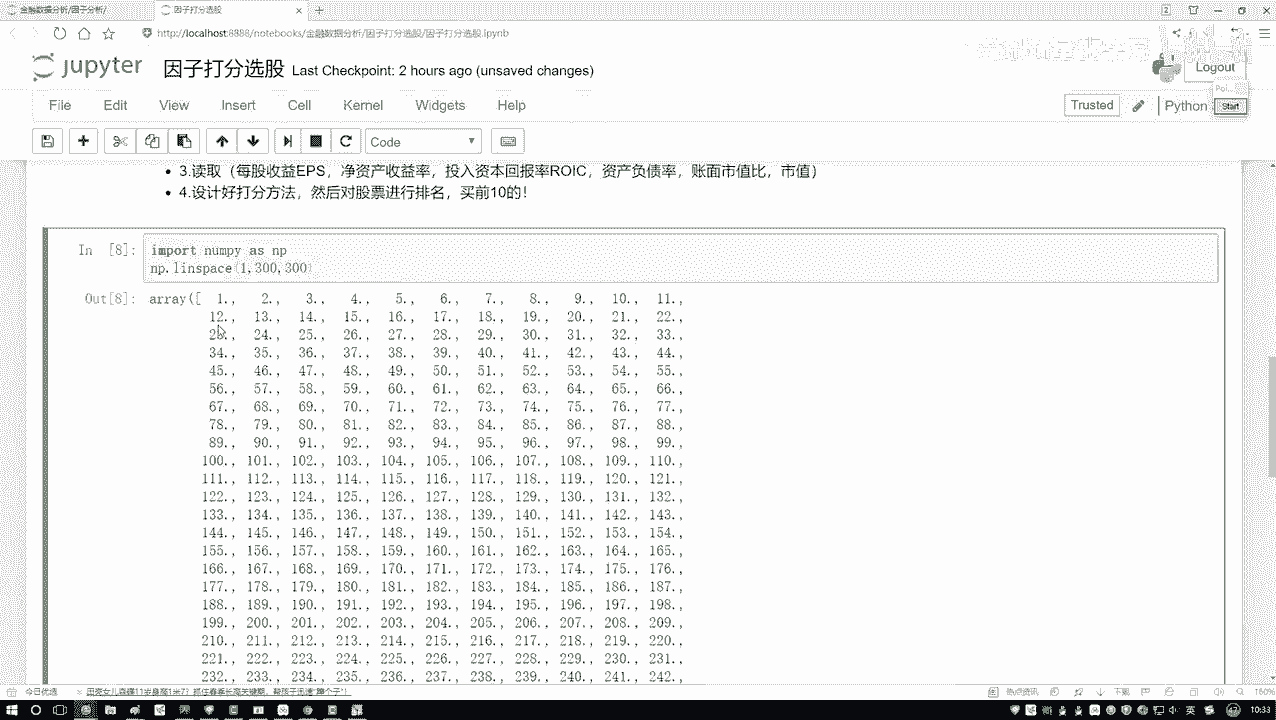 金融数据分析/因子分析/
因子打分选股
http://localhost:8888/notebooks/金融数据分析/因子打分选股/因子打分选股.ipynb
jupyter 因子打分选股 Last Checkpoint: 2 hours ago (unsaved changes)
Logout
File Edit View Insert Cell Kernel Widgets Help
Trusted Python
Start
Code
3.读取（每股收益EPS，净资产收益率，投入资本回报率ROIC，资产负债率，账面市值比，市值）
4.设计好打分方法，然后对股票进行排名，买前10的！
In [8]: import numpy as np
np.linspace(1,300,300)
Out[8]: array([ 1., 2., 3., 4., 5., 6., 7., 8., 9., 10., 11.,
12., 13., 14., 15., 16., 17., 18., 19., 20., 21., 22.,
23., 24., 25., 26., 27., 28., 29., 30., 31., 32., 33.,
34., 35., 36., 37., 38., 39., 40., 41., 42., 43., 44.,
45., 46., 47., 48., 49., 50., 51., 52., 53., 54., 55.,
56., 57., 58., 59., 60., 61., 62., 63., 64., 65., 66.,
67., 68., 69., 70., 71., 72., 73., 74., 75., 76., 77.,
78., 79., 80., 81., 82., 83., 84., 85., 86., 87., 88.,
89., 90., 91., 92., 93., 94., 95., 96., 97., 98., 99.,
100., 101., 102., 103., 104., 105., 106., 107., 108., 109., 110.,
111., 112., 113., 114., 115., 116., 117., 118., 119., 120., 121.,
122., 123., 124., 125., 126., 127., 128., 129., 130., 131., 132.,
133., 134., 135., 136., 137., 138., 139., 140., 141., 142., 143.,
144., 145., 146., 147., 148., 149., 150., 151., 152., 153., 154.,
155., 156., 157., 158., 159., 160., 161., 162., 163., 164., 165.,
166., 167., 168., 169., 170., 171., 172., 173., 174., 175., 176.,
177., 178., 179., 180., 181., 182., 183., 184., 185., 186., 187.,
188., 189., 190., 191., 192., 193., 194., 195., 196., 197., 198.,
199., 200., 201., 202., 203., 204., 205., 206., 207., 208., 209.,
210., 211., 212., 213., 214., 215., 216., 217., 218., 219., 220.,
221., 222., 223., 224., 225., 226., 227., 228., 229., 230., 231.,
232., 233., 234., 235., 236., 237., 238., 239., 240., 241., 242.,
今日优选
热点资讯 下载 160%
英 10:33